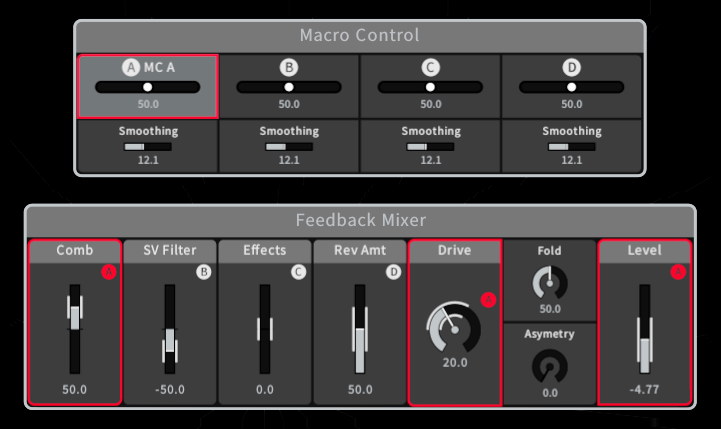 Macro Control
A MC A B C D
50.0 50.0 50.0 50.0
Smoothing Smoothing Smoothing Smoothing
12.1 12.1 12.1 12.1
Feedback Mixer
Comb SV Filter Effects Rev Amt Drive Fold Level
A B C D A A
50.0
Asymetry
20.0
50.0 -50.0 0.0 50.0 0.0 -4.77